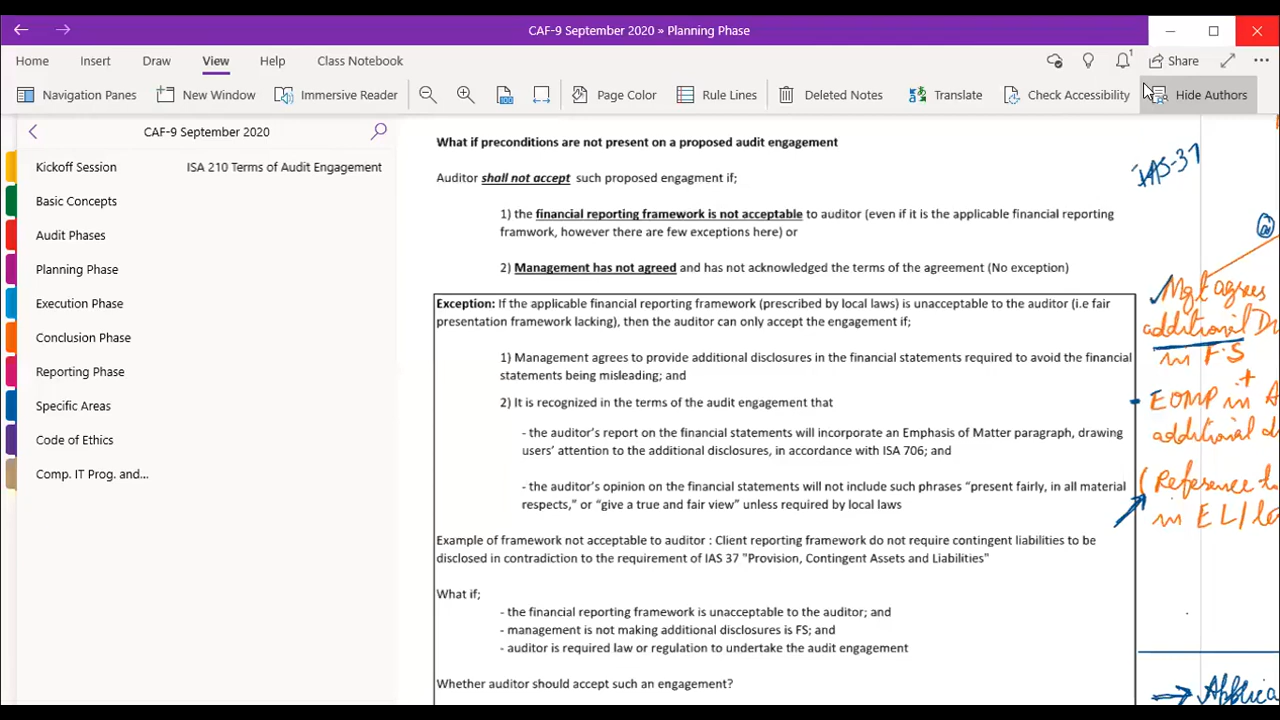 CAF-9 September 2020 » Planning Phase
Home Insert Draw View Help Class Notebook
1 Share
Navigation Panes New Window Immersive Reader Page Color Rule Lines Deleted Notes Translate Check Accessibility Hide Authors
CAF-9 September 2020
Kickoff Session
Basic Concepts
Audit Phases
Planning Phase
Execution Phase
Conclusion Phase
Reporting Phase
Specific Areas
Code of Ethics
Comp. IT Prog. and...
ISA 210 Terms of Audit Engagement
What if preconditions are not present on a proposed audit engagement
Auditor shall not accept such proposed engagment if;
1) the financial reporting framework is not acceptable to auditor (even if it is the applicable financial reporting
framwork, however there are few exceptions here) or
2) Management has not agreed and has not acknowledged the terms of the agreement (No exception)
Exception: If the applicable financial reporting framework (prescribed by local laws) is unacceptable to the auditor (i.e fair
presentation framework lacking), then the auditor can only accept the engagement if;
1) Management agrees to provide additional disclosures in the financial statements required to avoid the financial
statements being misleading; and
2) It is recognized in the terms of the audit engagement that
- the auditor's report on the financial statements will incorporate an Emphasis of Matter paragraph, drawing
users' attention to the additional disclosures, in accordance with ISA 706; and
- the auditor's opinion on the financial statements will not include such phrases "present fairly, in all material
respects," or "give a true and fair view" unless required by local laws
Example of framework not acceptable to auditor : Client reporting framework do not require contingent liabilities to be
disclosed in contradiction to the requirement of IAS 37 "Provision, Contingent Assets and Liabilities"
What if;
- the financial reporting framework is unacceptable to the auditor; and
- management is not making additional disclosures is FS; and
- auditor is required law or regulation to undertake the audit engagement
Whether auditor should accept such an engagement?
IAS-37
Mgt agrees
additional D
in F.S
+
EOMP in A
additional d
(Reference to
in EL/
Applica